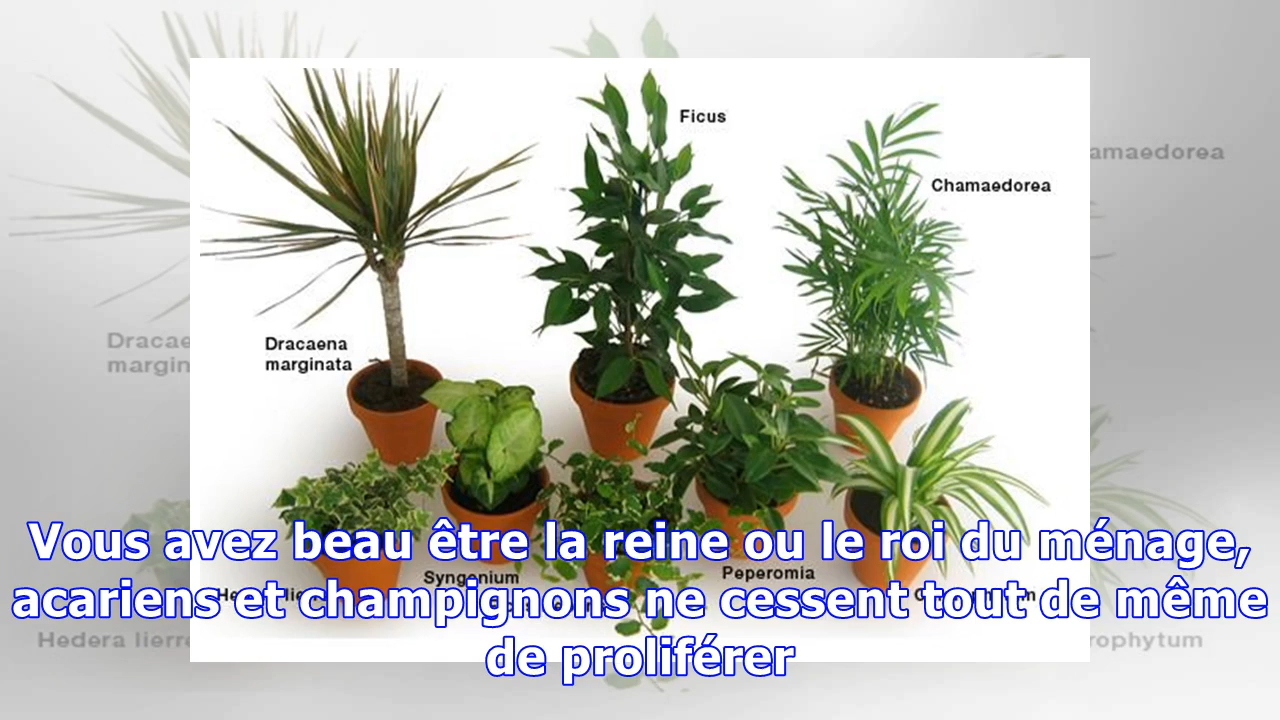 Ficus
amaedorea
Chamaedorea
Dracae
marginata
Dracaena
marginata
Vous avez beau être la reine ou le roi du ménage,
Syngonium
Peperomia
acariens et champignons ne cessent tout de même
Hedera lierre
rophytum
de proliférer